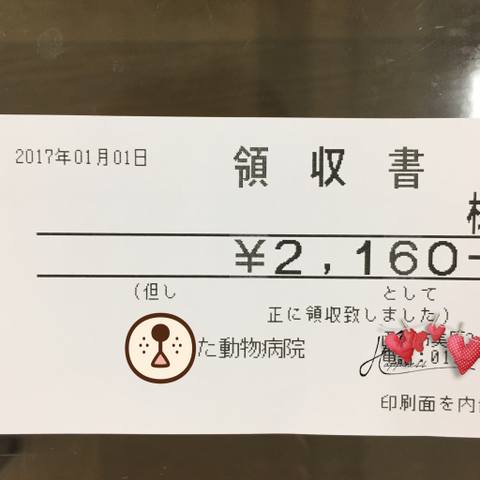 2017年01月01日
領収書
¥2,160-
(但し として
正に領収致しました)
た動物病院
Happiness
印刷面を内